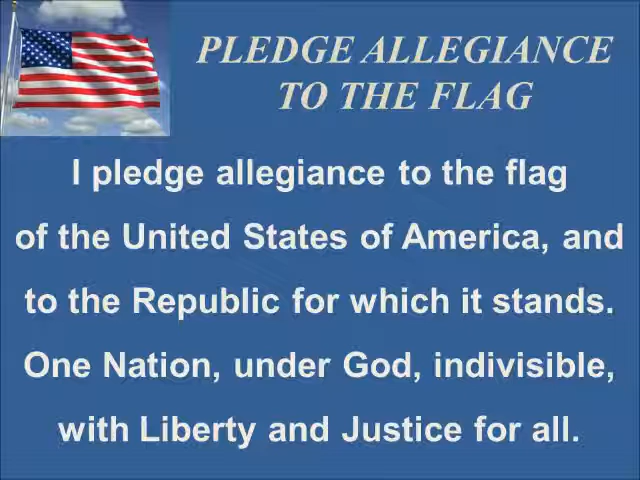 PLEDGE ALLEGIANCE
TO THE FLAG
I pledge allegiance to the flag
of the United States of America, and
to the Republic for which it stands.
One Nation, under God, indivisible,
with Liberty and Justice for all.